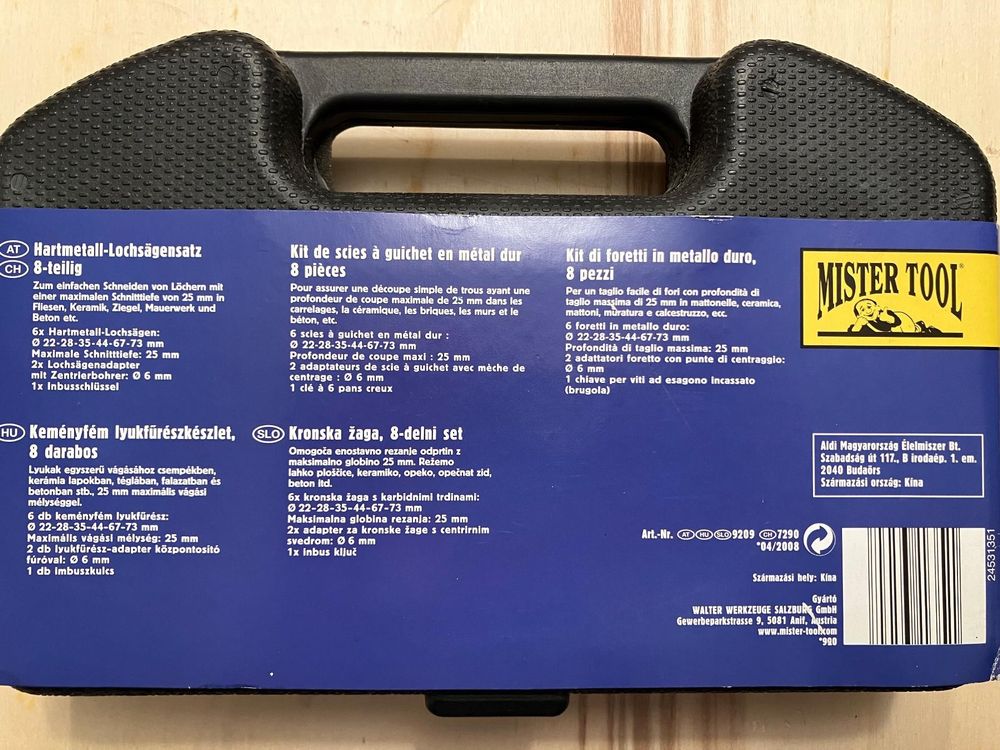 AT
CH
Hartmetall-Lochsägensatz
8-teilig
Zum einfachen Schneiden von Löchern mit
einer maximalen Schnitttiefe von 25 mm in
Fliesen, Keramik, Ziegel, Mauerwerk und
Beton etc.
6x Hartmetall-Lochsägen:
Ø 22-28-35-44-67-73 mm
Maximale Schnitttiefe: 25 mm
2x Lochsägenadapter
mit Zentrierbohrer: Ø 6 mm
1x Inbusschlüssel
Kit de scies à guichet en métal dur
8 pièces
Pour assurer une découpe simple de trous ayant une
profondeur de coupe maximale de 25 mm dans les
carrelages, la céramique, les briques, les murs et le
béton, etc.
6 scies à guichet en métal dur :
Ø 22-28-35-44-67-73 mm
Profondeur de coupe maxi : 25 mm
2 adaptateurs de scie à guichet avec mèche de
centrage : Ø 6 mm
1 clé à 6 pans creux
Kit di foretti in metallo duro,
8 pezzi
Per un taglio facile di fori con profondità di
taglio massima di 25 mm in mattonelle, ceramica,
mattoni, muratura e calcestruzzo, ecc.
6 foretti in metallo duro:
Ø 22-28-35-44-67-73 mm
Profondità di taglio massima: 25 mm
2 adattatori foretto con punte di centraggio:
Ø 6 mm
1 chiave per viti ad esagono incassato
(brugola)
MISTER TOOL®
HU
Keményfém lyukfűrészkészlet,
8 darabos
Lyukak egyszerű vágásához csempékben,
kerámia lapokban, téglában, falazatban és
betonban stb., 25 mm maximális vágási
mélységgel.
6 db keményfém lyukfűrész:
Ø 22-28-35-44-67-73 mm
Maximális vágási mélység: 25 mm
2 db lyukfűrész-adapter központosító
fúróval: Ø 6 mm
1 db imbuszkulcs
SLO
Kronska žaga, 8-delni set
Omogoča enostavno rezanje odprtin z
maksimalno globino 25 mm. Režemo
lahko ploščice, keramiko, opeko, opečnat zid,
beton itd.
6x kronska žaga s karbidnimi trdinami:
Ø 22-28-35-44-67-73 mm
Maksimalna globina rezanja: 25 mm
2x adapter za kronske žage s centrirnim
svedrom: Ø 6 mm
1x inbus ključ
Aldi Magyarország Élelmiszer Bt.
Szabadság út 117., B irodaép. 1. em.
2040 Budaörs
Származási ország: Kína
Art.-Nr. AT HU SLO 9209 CH 7290
*04/2008
Származási hely: Kína
Gyártó
WALTER WERKZEUGE SALZBURG GmbH
Gewerbeparkstrasse 9, 5081 Anif, Austria
www.mister-tool.com
24531351